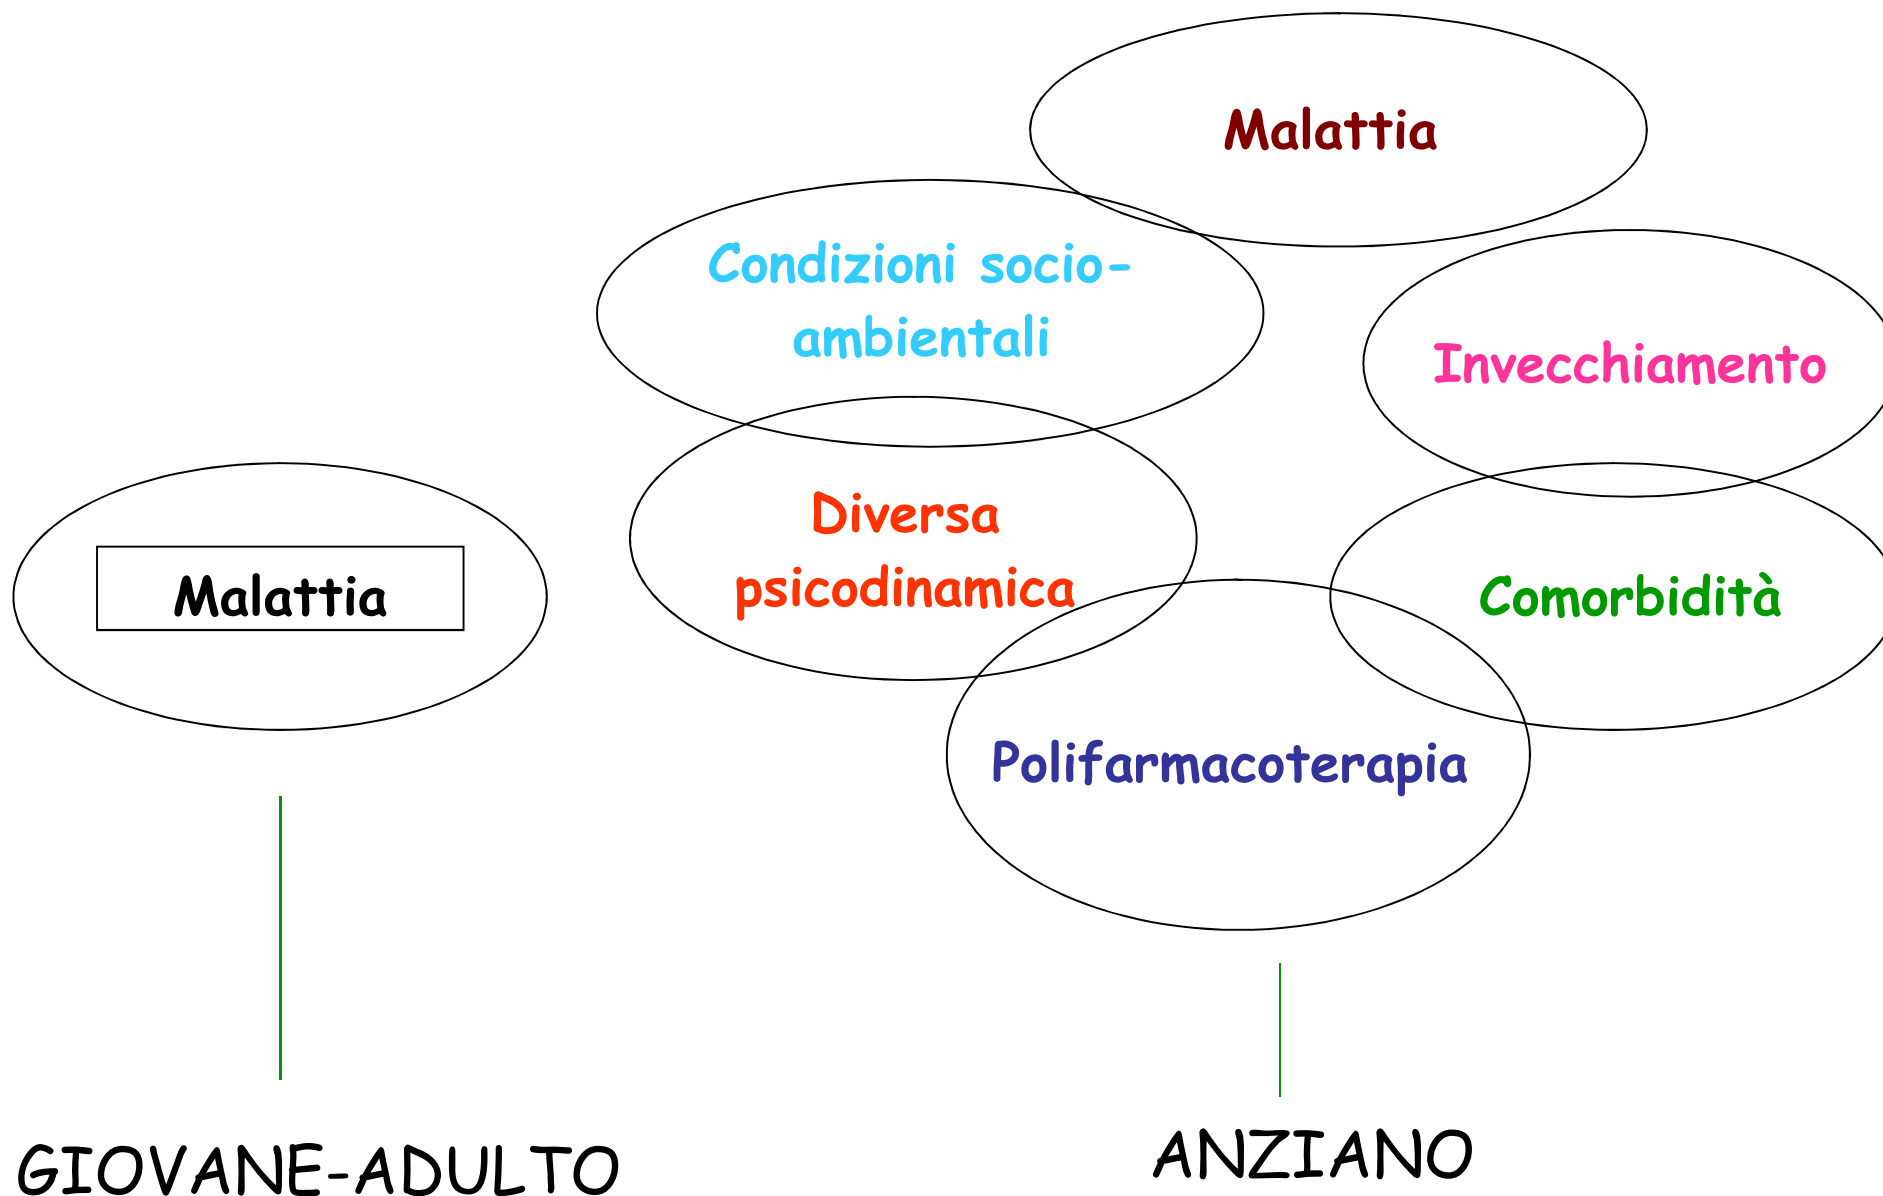 Malattia
Condizioni socio-
ambientali
Invecchiamento
Diversa
psicodinamica
Malattia
Comorbidità
Polifarmacoterapia
GIOVANE-ADULTO
ANZIANO